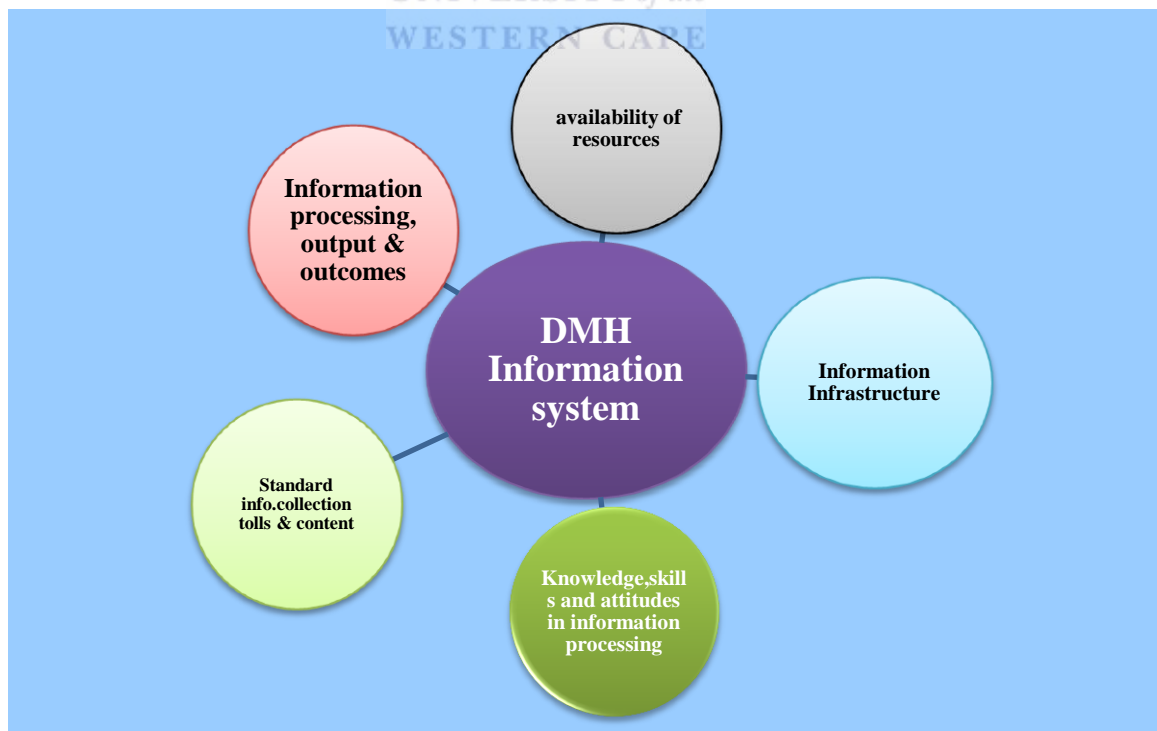 WESTERN CAPE
availability of
resources
Information
processing,
output &
outcomes
DMH
Information
system
Information
Infrastructure
Standard
info.collection
tolls & content
Knowledge,skill
s and attitudes
in information
processing